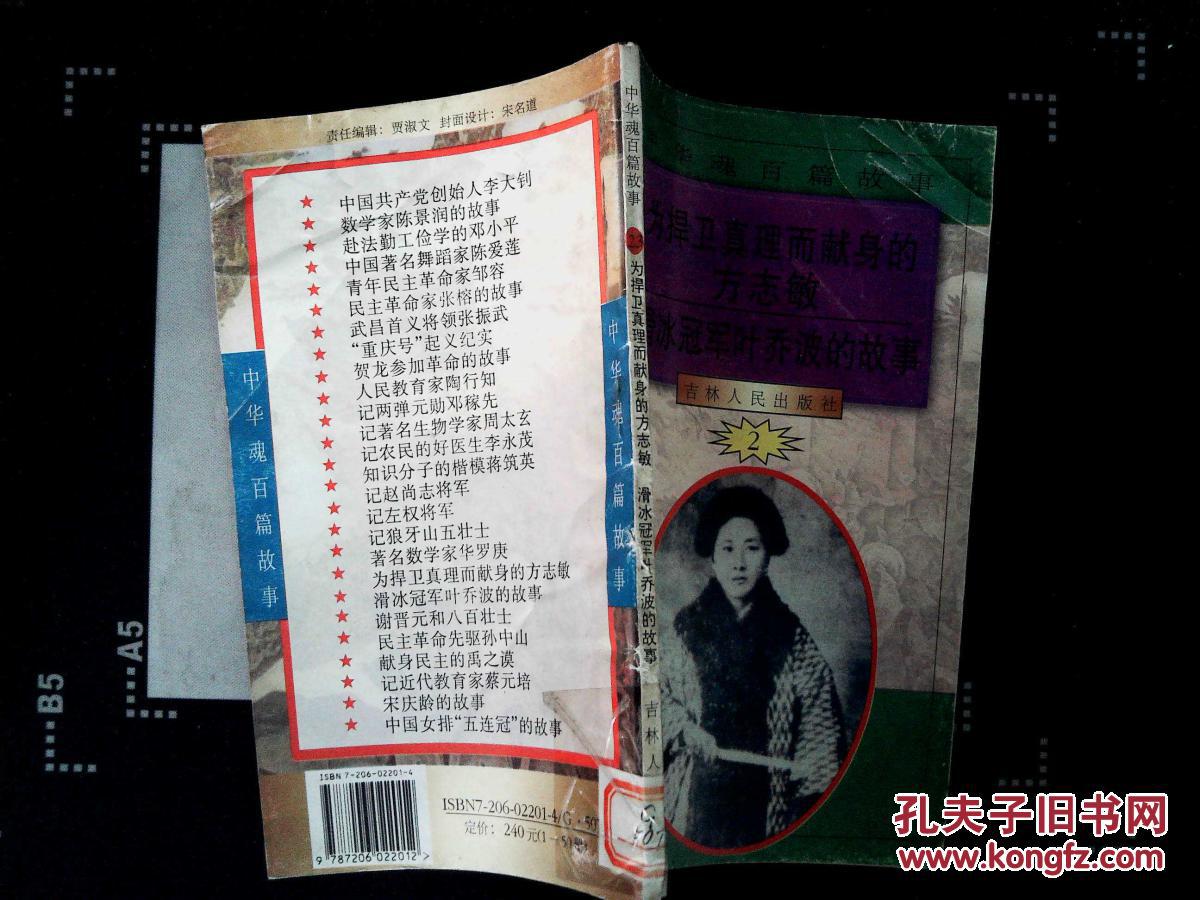 责任编辑：贾淑文 封面设计：宋名道
★ 中国共产党创始人李大钊
★ 数学家陈景润的故事
★ 赴法勤工俭学的邓小平
★ 中国著名舞蹈家陈爱莲
★ 青年民主革命家邹容
★ 民主革命家张榕的故事
★ 武昌首义将领张振武
★ “重庆号”起义纪实
★ 贺龙参加革命的故事
★ 人民教育家陶行知
★ 记两弹元勋邓稼先
★ 记著名生物学家周太玄
★ 记农民的好医生李永茂
★ 知识分子的楷模蒋筑英
★ 记赵尚志将军
★ 记左权将军
★ 记狼牙山五壮士
★ 著名数学家华罗庚
★ 为捍卫真理而献身的方志敏
★ 滑冰冠军叶乔波的故事
★ 谢晋元和八百壮士
★ 民主革命先驱孙中山
★ 献身民主的禹之谟
★ 记近代教育家蔡元培
★ 宋庆龄的故事
★ 中国女排“五连冠”的故事
中华魂百篇故事
中华魂百篇故事
ISBN 7-206-02201-4
9 787206 022012 >
ISBN7-206-02201-4/G·597
定价：240元(1-50册)
中华魂百篇故事
23
为捍卫真理而献身的方志敏 滑冰冠军叶乔波的故事
吉林人
华魂百篇故事
为捍卫真理而献身的
方志敏
滑冰冠军叶乔波的故事
吉林人民出版社
2
A5
B5
孔夫子旧书网
www.kongfz.com